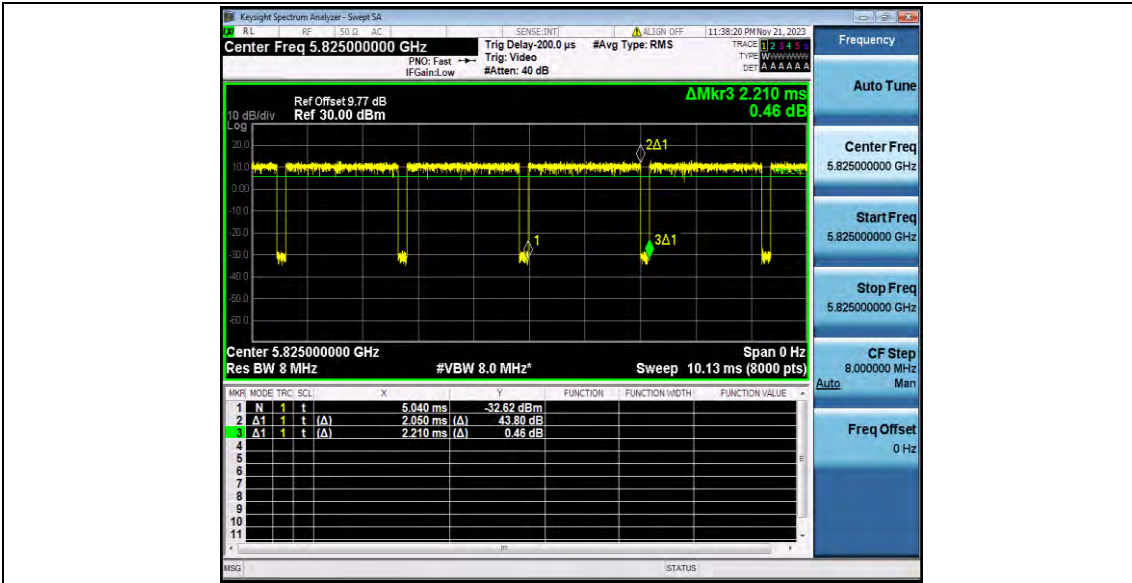 Keysight Spectrum Analyzer - Swept SA
RL RF 50 Ω AC SENSE:INT ALIGN OFF 11:38:20 PM Nov 21, 2023
Center Freq 5.825000000 GHz
PNO: Fast
IFGain:Low
Trig Delay-200.0 µs
Trig: Video
#Atten: 40 dB
#Avg Type: RMS
TRACE 1 2 3 4 5 6
TYPE WWWWWW
DET A A A A A A
Frequency
Auto Tune
Center Freq
5.825000000 GHz
Start Freq
5.825000000 GHz
Stop Freq
5.825000000 GHz
CF Step
8.000000 MHz
Auto Man
Freq Offset
0 Hz
ΔMkr3 2.210 ms
0.46 dB
Ref Offset 9.77 dB
10 dB/div Ref 30.00 dBm
Log
20.0
10.0
0.00
-10.0
-20.0
-30.0
-40.0
-50.0
-60.0
2Δ1
1
3Δ1
Center 5.825000000 GHz Span 0 Hz
Res BW 8 MHz #VBW 8.0 MHz* Sweep 10.13 ms (8000 pts)
MKR MODE TRC SCL X Y FUNCTION FUNCTION WIDTH FUNCTION VALUE
1 N 1 t 5.040 ms -32.62 dBm
2 Δ1 1 t (Δ) 2.050 ms (Δ) 43.80 dB
3 Δ1 1 t (Δ) 2.210 ms (Δ) 0.46 dB
4
5
6
7
8
9
10
11
MSG STATUS